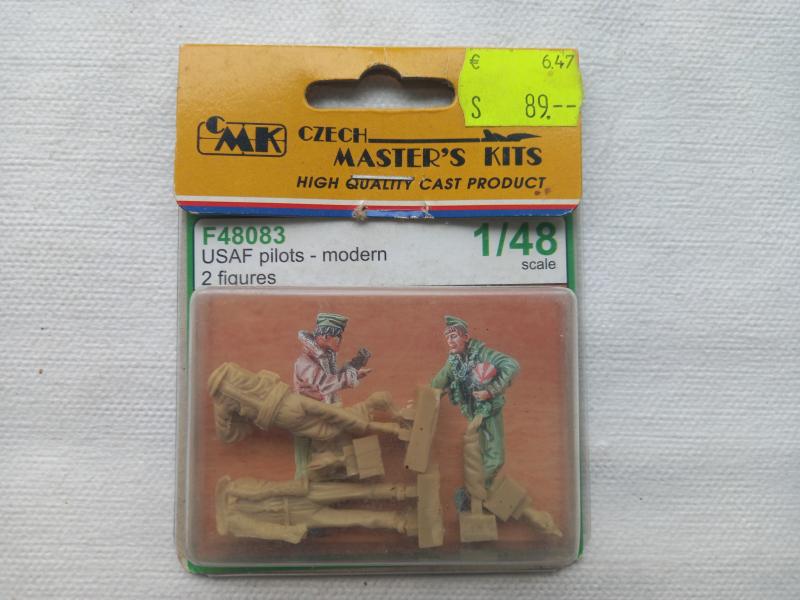 € 6.47
S 89.--
CMK
CZECH
MASTER'S KITS
HIGH QUALITY CAST PRODUCT
F48083
USAF pilots - modern
2 figures
1/48
scale